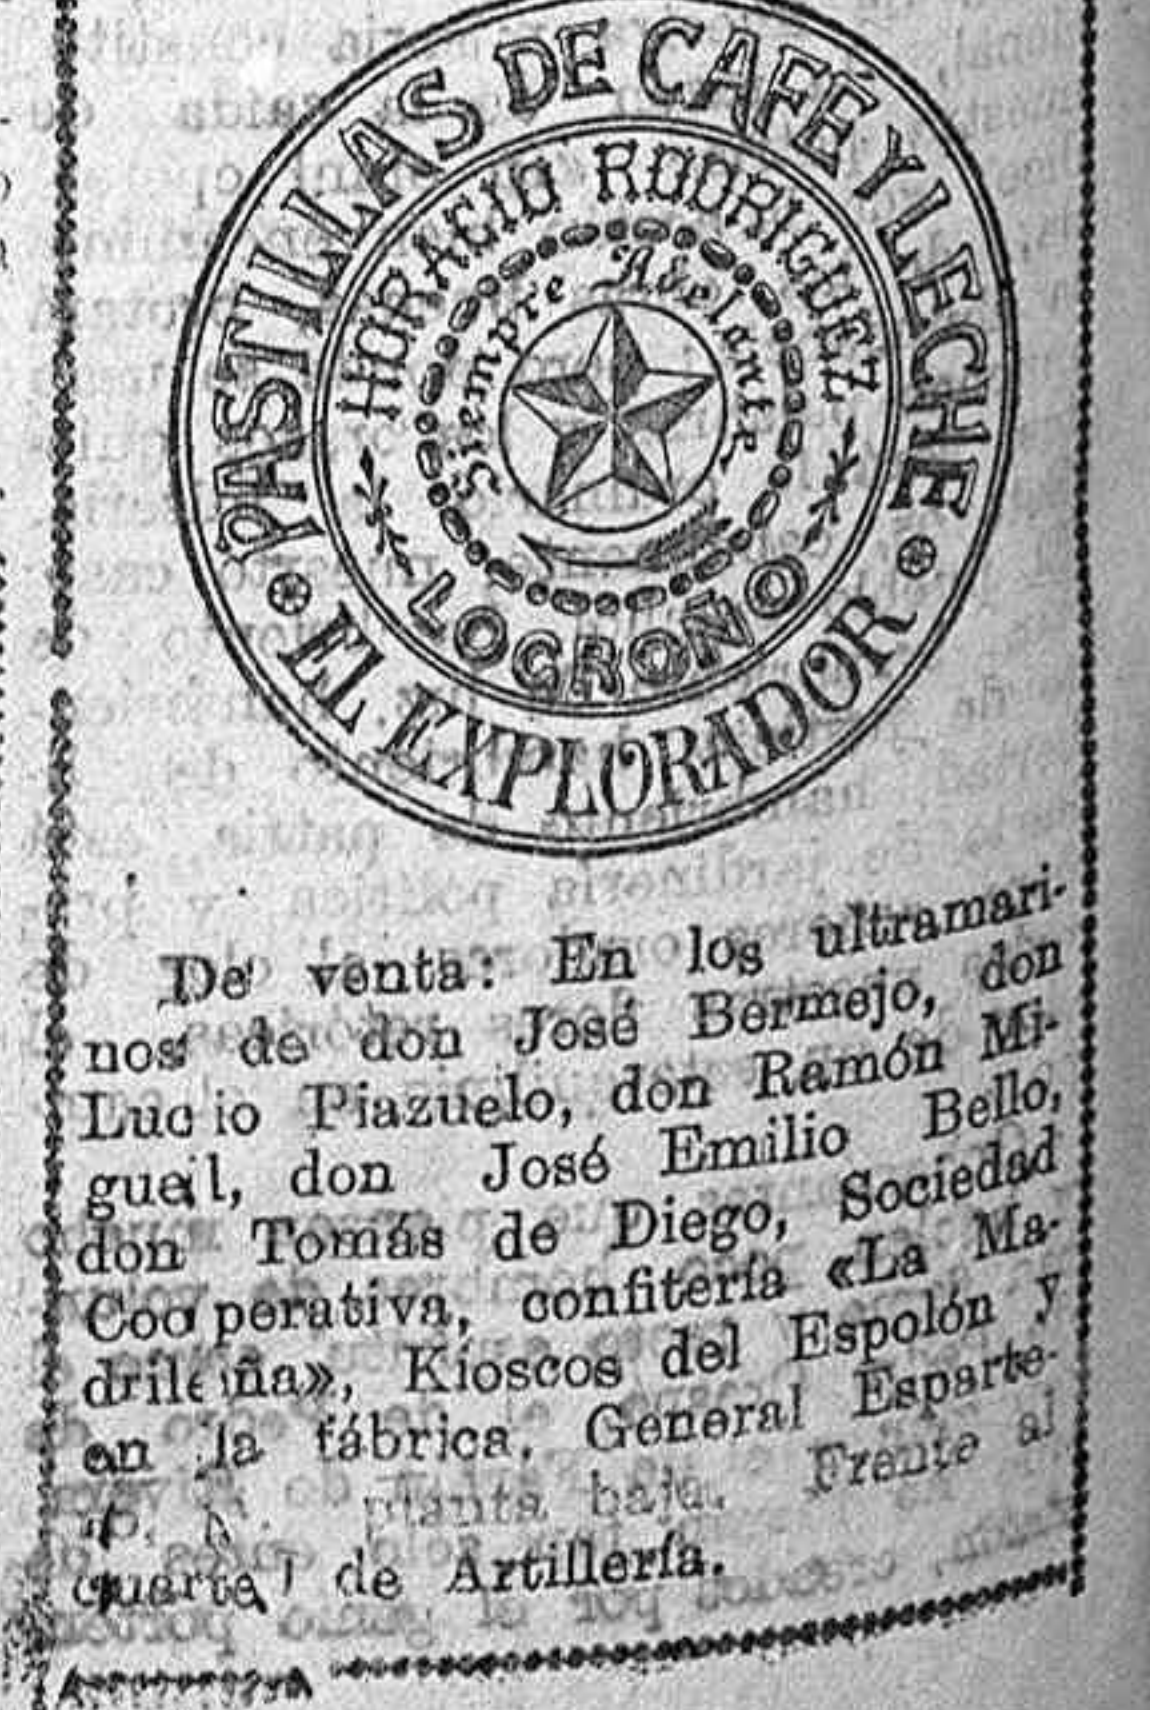 PASTILLAS DE CAFÉ Y LECHE
HORACIO RODRIGUEZ
Siempre Adelante
LOGROÑO
EL EXPLORADOR
De venta: En los ultramari-
nos de don José Bermejo, don
Lucio Piazuelo, don Ramón Mi-
guel, don José Emilio Bello,
don Tomás de Diego, Sociedad
Cooperativa, confitería «La Ma-
drileña», Kioscos del Espolón y
en la fábrica, General Esparte-
planta baja. Frente al
cuartel de Artillería.